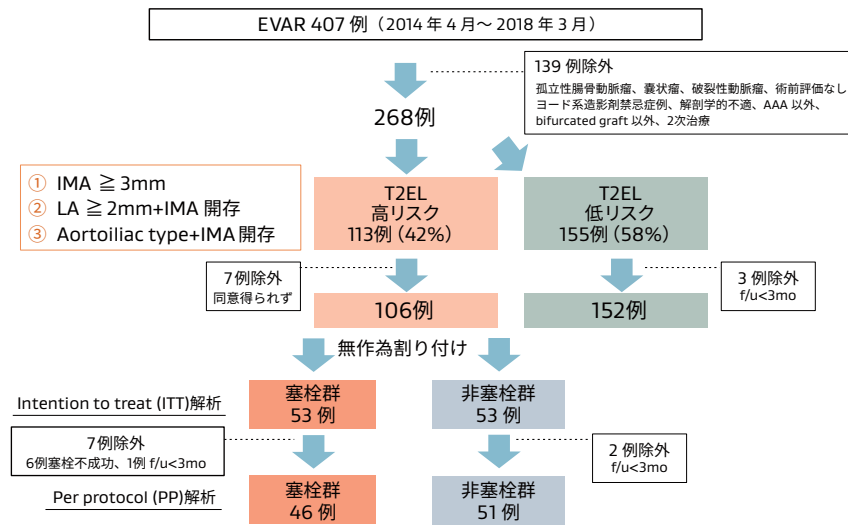 EVAR 407 例（2014 年 4 月〜 2018 年 3 月）
139 例除外
孤立性腸骨動脈瘤、嚢状瘤、破裂性動脈瘤、術前評価なし
ヨード系造影剤禁忌症例、解剖学的不適、AAA 以外、
bifurcated graft 以外、2次治療
268例
① IMA ≧ 3mm
② LA ≧ 2mm+IMA 開存
③ Aortoiliac type+IMA 開存
T2EL
高リスク
113例 (42%)
T2EL
低リスク
155例 (58%)
7例除外
同意得られず
3 例除外
f/u<3mo
106例
152例
無作為割り付け
Intention to treat (ITT)解析
塞栓群
53 例
非塞栓群
53 例
7例除外
6例塞栓不成功、1例 f/u<3mo
2 例除外
f/u<3mo
Per protocol (PP)解析
塞栓群
46 例
非塞栓群
51 例